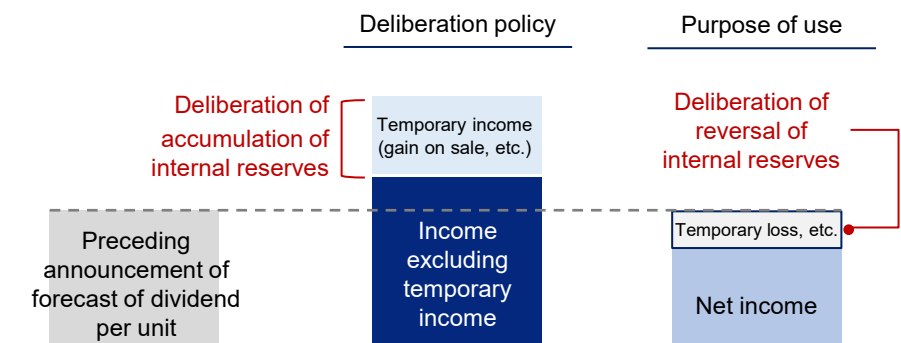 Deliberation policy
Purpose of use
Deliberation of
accumulation of
internal reserves
Temporary income
(gain on sale, etc.)
Deliberation of
reversal of
internal reserves
Preceding
announcement of
forecast of dividend
per unit
Income
excluding
temporary
income
Temporary loss, etc.
Net income